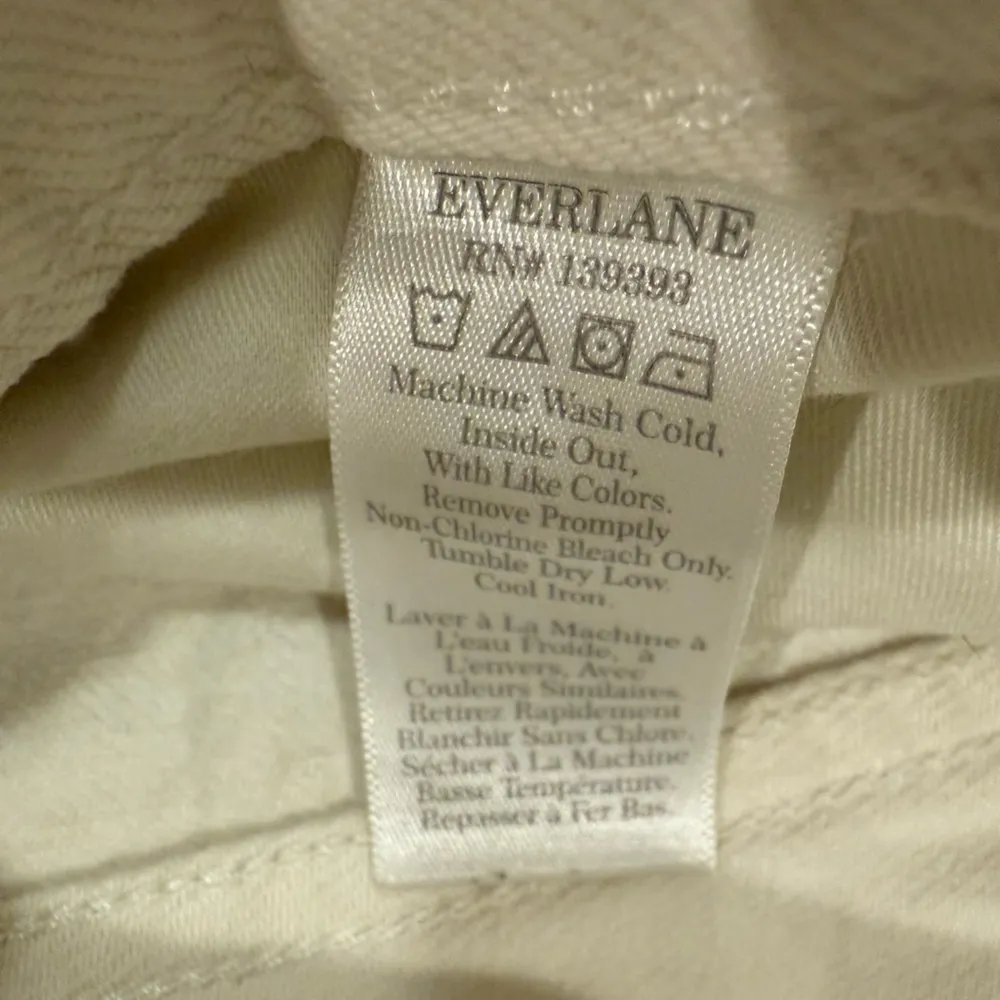 EVERLANE
RN# 139393
Machine Wash Cold,
Inside Out,
With Like Colors.
Remove Promptly
Non-Chlorine Bleach Only.
Tumble Dry Low.
Cool Iron.
Laver à La Machine à
L'eau Froide, à
L'envers, Avec
Couleurs Similaires.
Retirez Rapidement
Blanchir Sans Chlore.
Sécher à La Machine
Basse Température.
Repasser à Fer Bas.